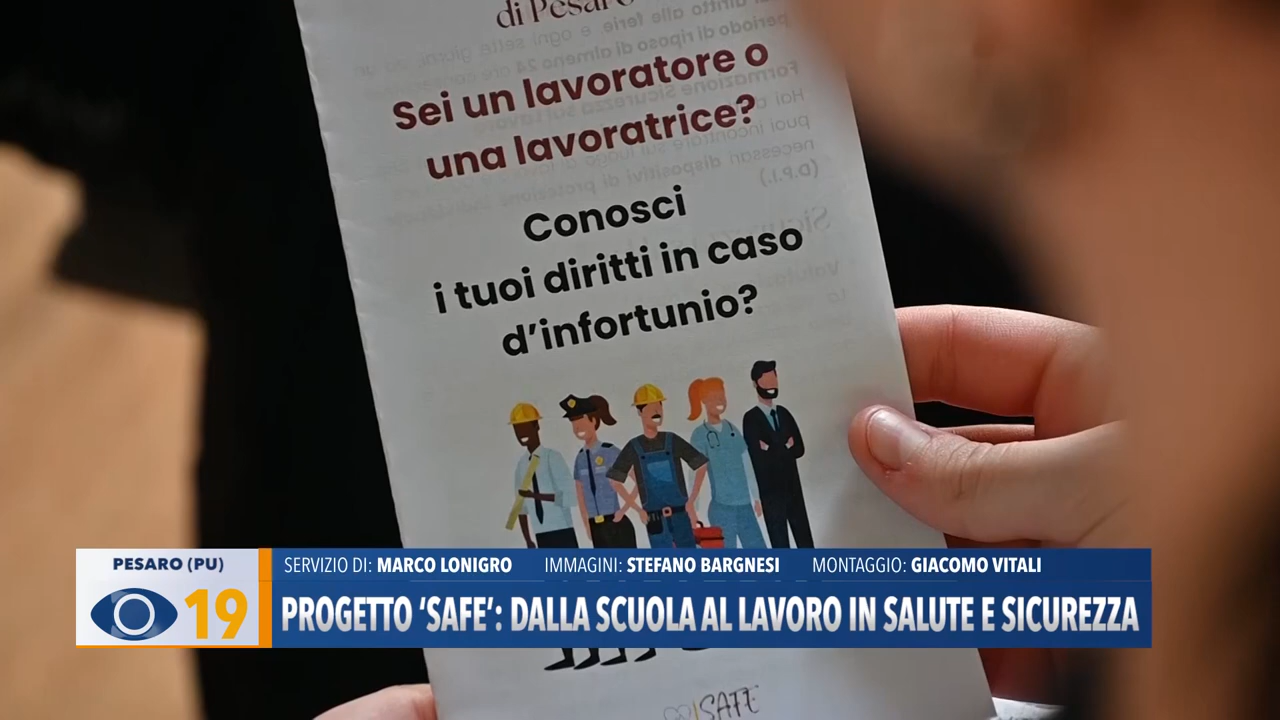 di Pesaro
Sei un lavoratore o
una lavoratrice?
Conosci
i tuoi diritti in caso
d'infortunio?
PESARO (PU)
19
SERVIZIO DI: MARCO LONIGRO IMMAGINI: STEFANO BARGNESI MONTAGGIO: GIACOMO VITALI
PROGETTO ‘SAFE’: DALLA SCUOLA AL LAVORO IN SALUTE E SICUREZZA
SAFE